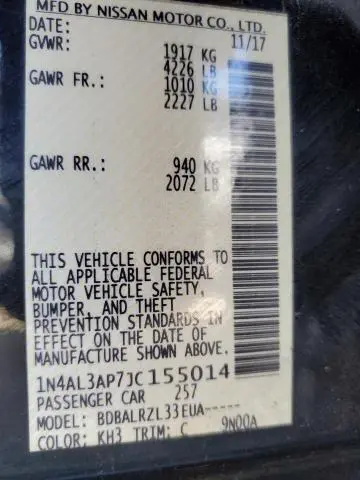 MFD BY NISSAN MOTOR CO., LTD.
DATE: 11/17
GVWR: 1917 KG
4226 LB
GAWR FR.: 1010 KG
2227 LB
GAWR RR.: 940 KG
2072 LB
THIS VEHICLE CONFORMS TO
ALL APPLICABLE FEDERAL
MOTOR VEHICLE SAFETY,
BUMPER, AND THEFT
PREVENTION STANDARDS IN
EFFECT ON THE DATE OF
MANUFACTURE SHOWN ABOVE.
1N4AL3AP7JC155014
PASSENGER CAR 257
MODEL: BDBALRZL33EUA-----
COLOR: KH3 TRIM: C 9N00A